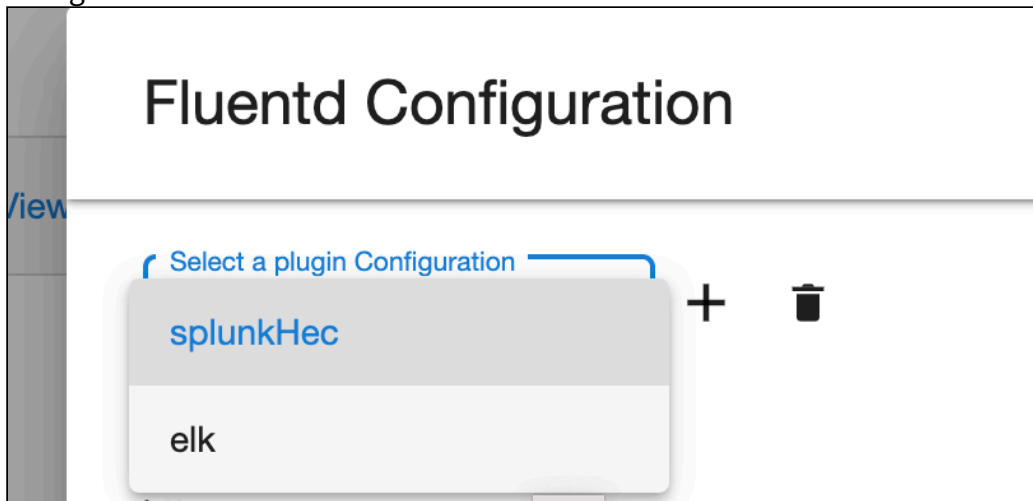 Fluentd Configuration
View
Select a plugin Configuration
splunkHec
elk